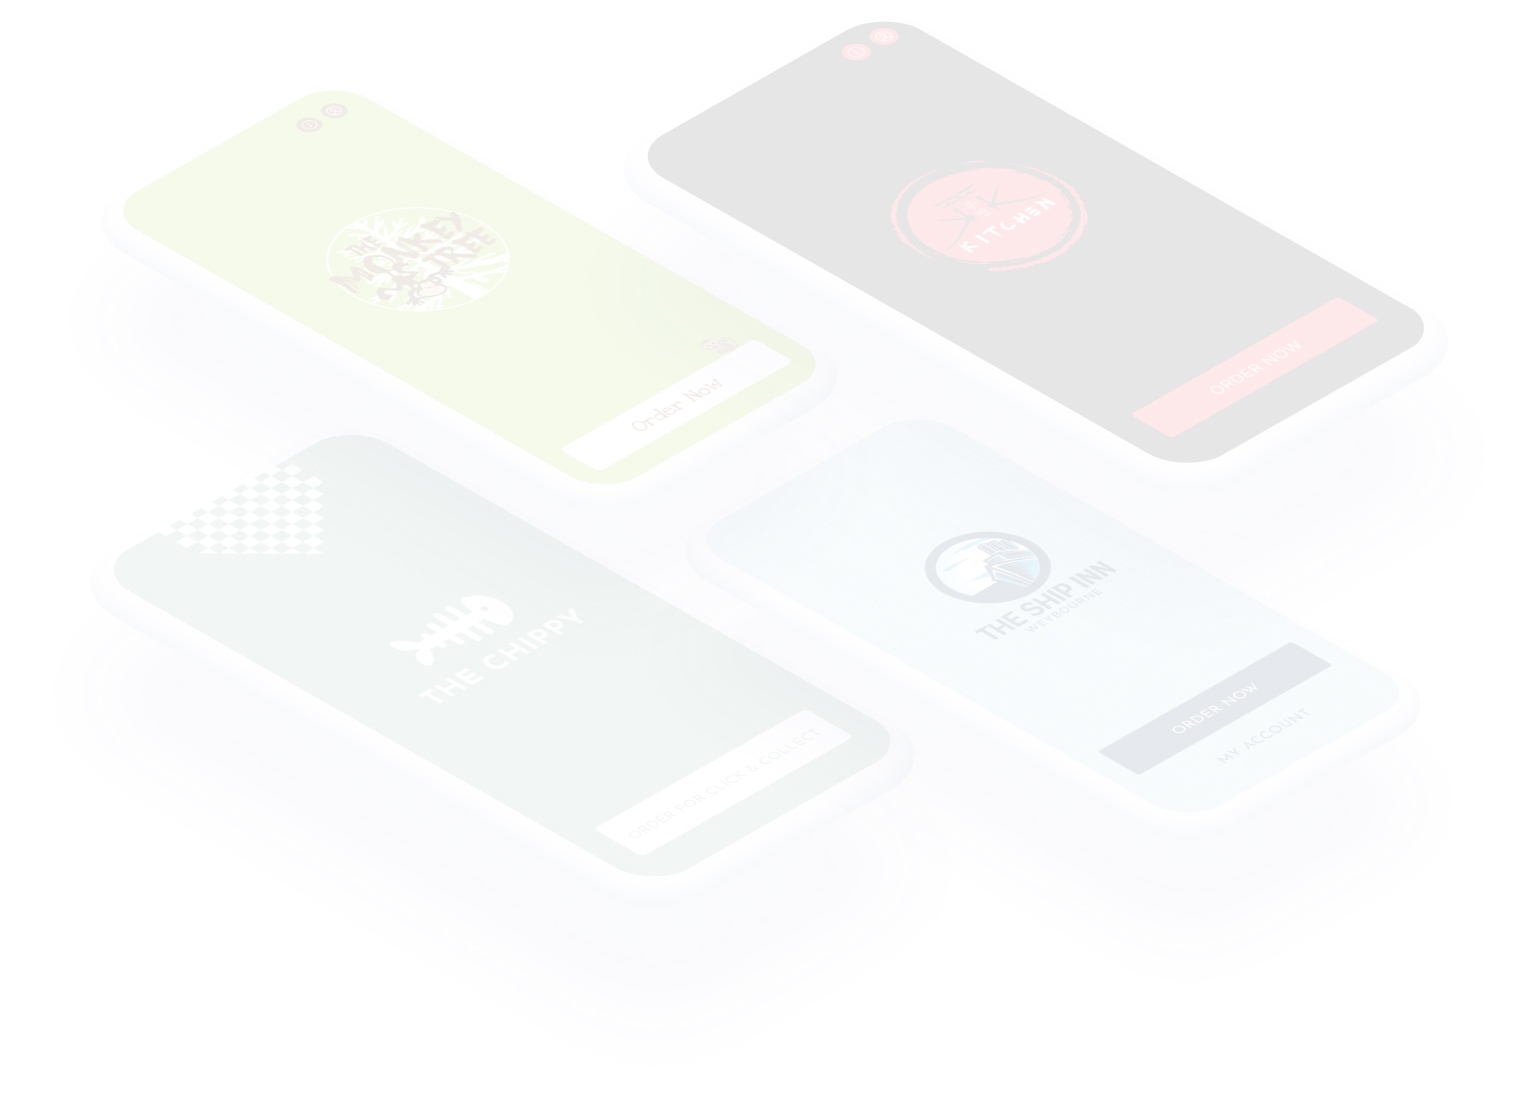 THE
MONKEY
TREE
Order Now
KITCHEN
ORDER NOW
THE CHIPPY
ORDER FOR CLICK & COLLECT
THE SHIP INN
WEYBOURNE
ORDER NOW
MY ACCOUNT